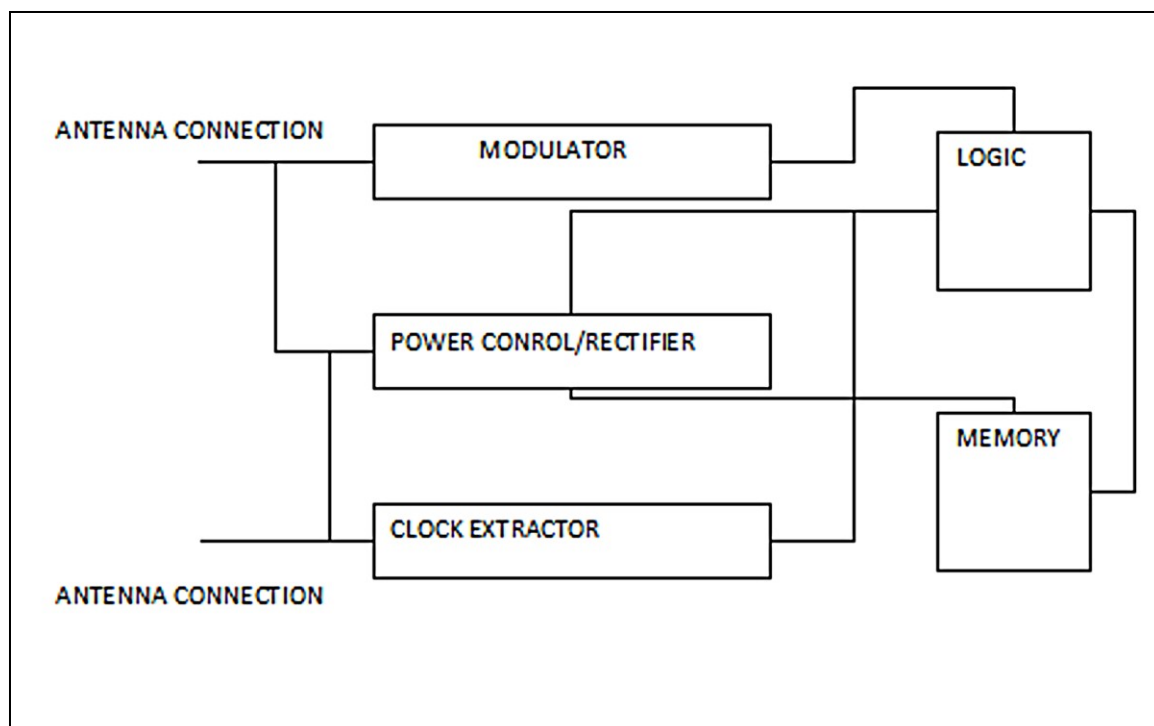 ANTENNA CONNECTION
MODULATOR
LOGIC
POWER CONROL/RECTIFIER
MEMORY
CLOCK EXTRACTOR
ANTENNA CONNECTION